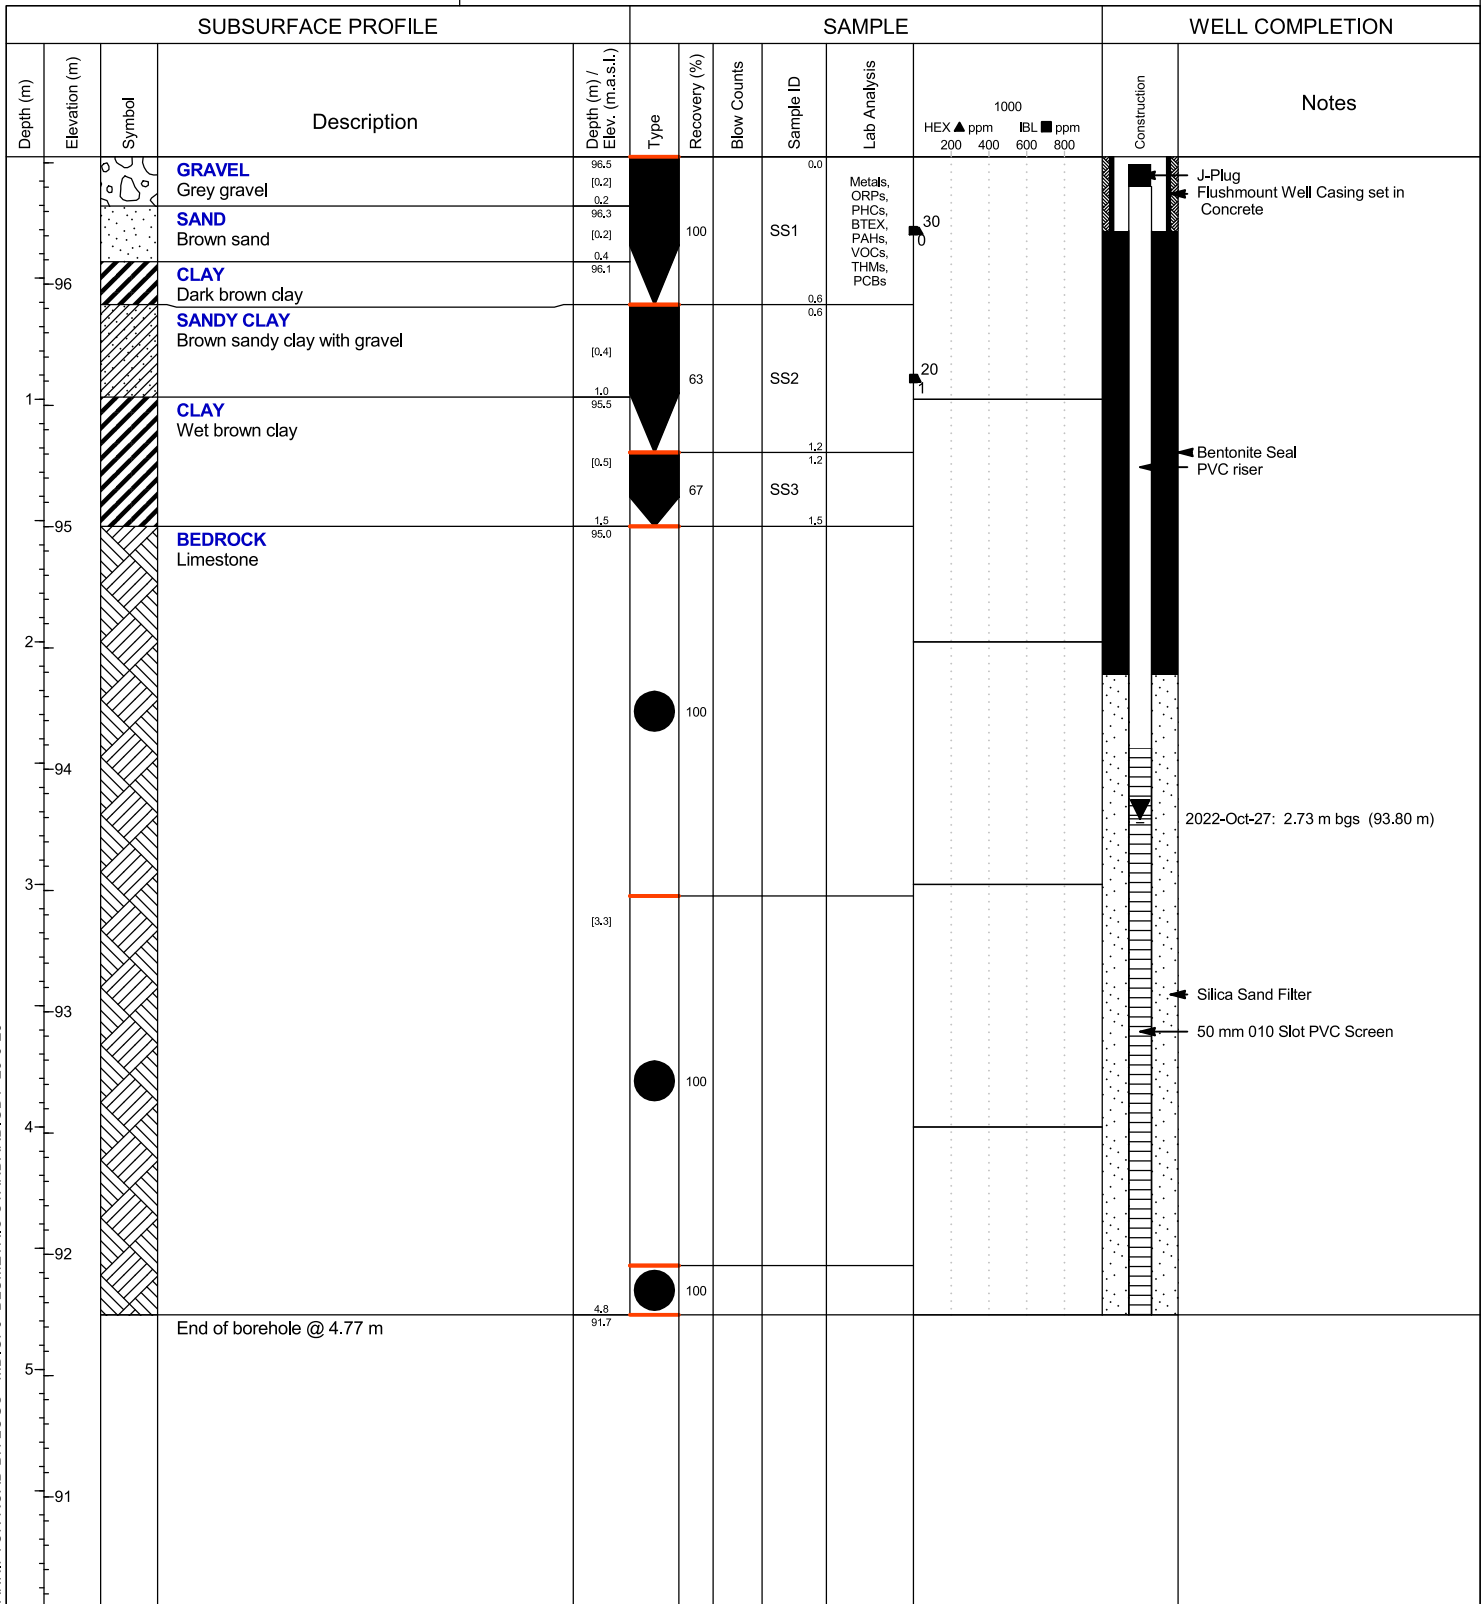 SUBSURFACE PROFILE
SAMPLE
WELL COMPLETION
Depth (m)
Elevation (m)
Symbol
Description
Depth (m) /
Elev. (m.a.s.l.)
Type
Recovery (%)
Blow Counts
Sample ID
Lab Analysis
1000
HEX ▲ ppm IBL ■ ppm
200 400 600 800
Construction
Notes
GRAVEL
Grey gravel
96.5
[0.2]
0.2
SAND
Brown sand
96.3
[0.2]
0.4
CLAY
Dark brown clay
96.1
SANDY CLAY
Brown sandy clay with gravel
[0.4]
1.0
CLAY
Wet brown clay
95.5
[0.5]
1.5
BEDROCK
Limestone
95.0
[3.3]
4.8
End of borehole @ 4.77 m
91.7
100
SS1
0.0
0.6
Metals,
ORPs,
PHCs,
BTEX,
PAHs,
VOCs,
THMs,
PCBs
30
0
63
SS2
0.6
1.2
20
1
67
SS3
1.2
1.5
100
100
100
J-Plug
Flushmount Well Casing set in
Concrete
Bentonite Seal
PVC riser
2022-Oct-27: 2.73 m bgs (93.80 m)
Silica Sand Filter
50 mm 010 Slot PVC Screen
96
1
95
2
94
3
93
4
92
5
91